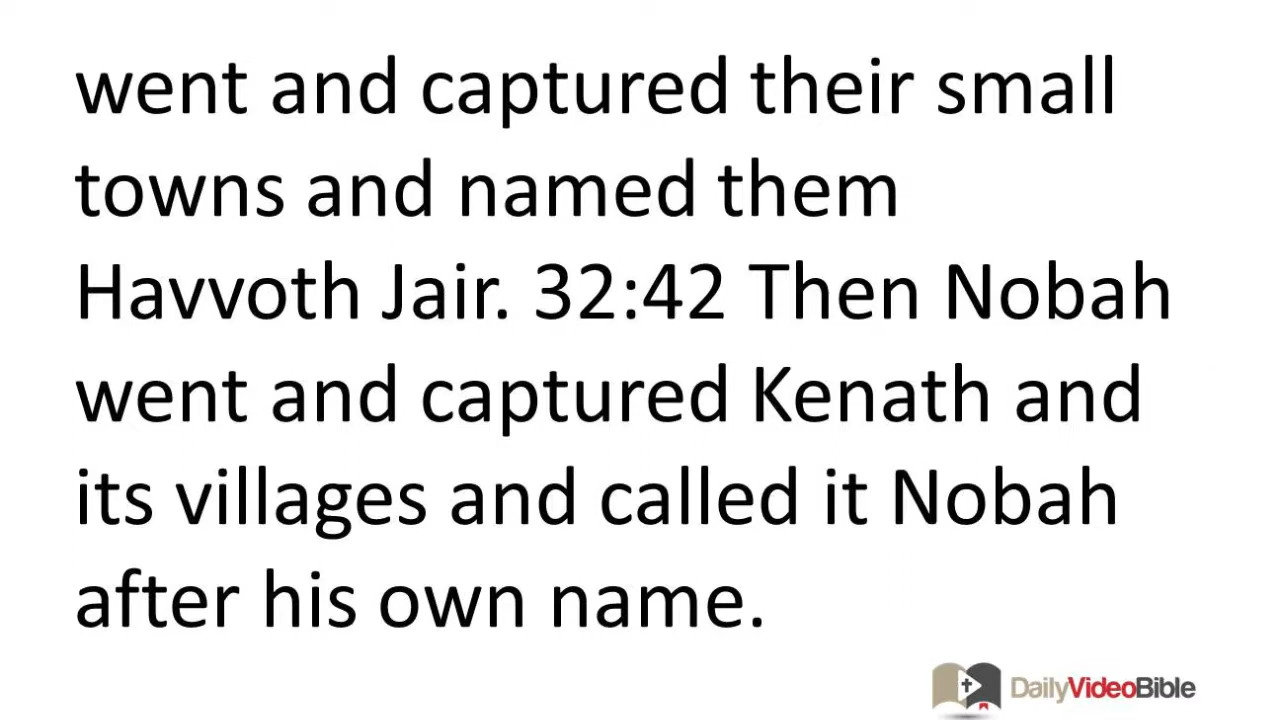 went and captured their small
towns and named them
Havvoth Jair. 32:42 Then Nobah
went and captured Kenath and
its villages and called it Nobah
after his own name.
DailyVideoBible